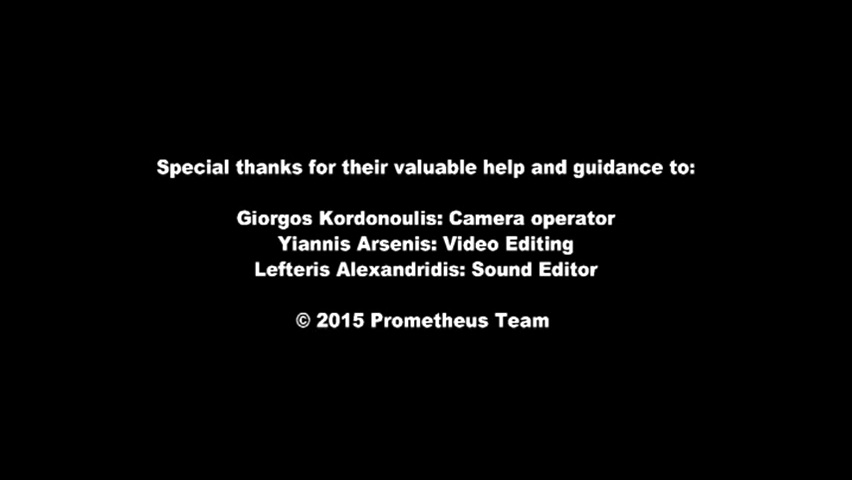 Special thanks for their valuable help and guidance to:
Giorgos Kordonoulis: Camera operator
Yiannis Arsenis: Video Editing
Lefteris Alexandridis: Sound Editor
© 2015 Prometheus Team